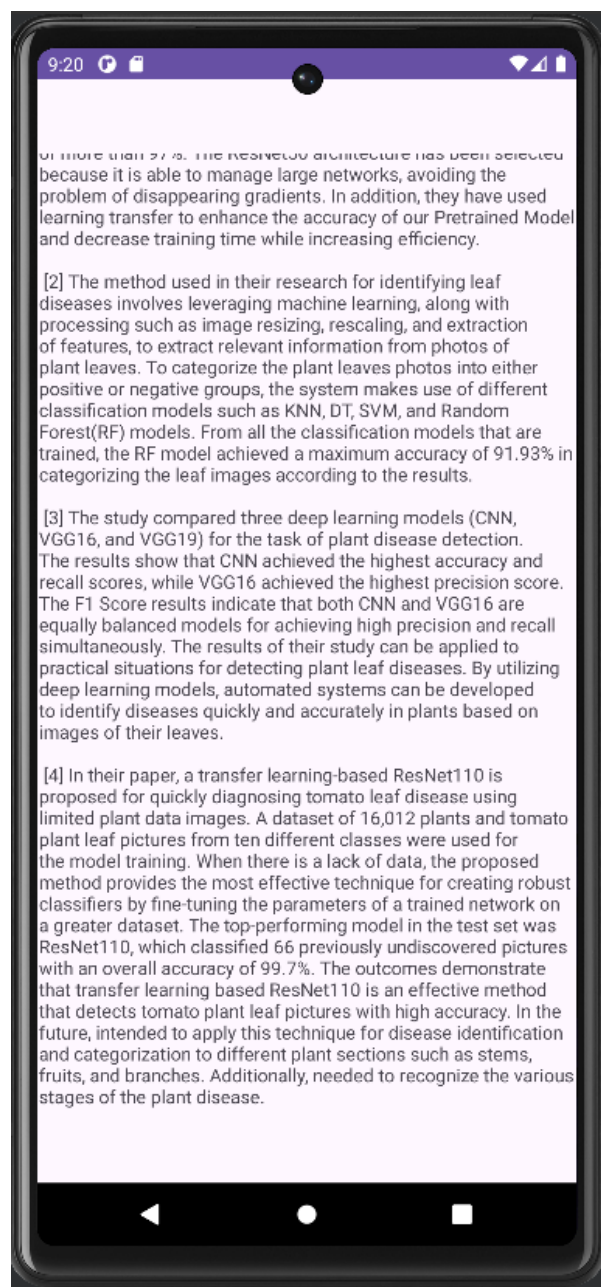 9:20
of more than 97%. The ResNet50 architecture has been selected
because it is able to manage large networks, avoiding the
problem of disappearing gradients. In addition, they have used
learning transfer to enhance the accuracy of our Pretrained Model
and decrease training time while increasing efficiency.
[2] The method used in their research for identifying leaf
diseases involves leveraging machine learning, along with
processing such as image resizing, rescaling, and extraction
of features, to extract relevant information from photos of
plant leaves. To categorize the plant leaves photos into either
positive or negative groups, the system makes use of different
classification models such as KNN, DT, SVM, and Random
Forest(RF) models. From all the classification models that are
trained, the RF model achieved a maximum accuracy of 91.93% in
categorizing the leaf images according to the results.
[3] The study compared three deep learning models (CNN,
VGG16, and VGG19) for the task of plant disease detection.
The results show that CNN achieved the highest accuracy and
recall scores, while VGG16 achieved the highest precision score.
The F1 Score results indicate that both CNN and VGG16 are
equally balanced models for achieving high precision and recall
simultaneously. The results of their study can be applied to
practical situations for detecting plant leaf diseases. By utilizing
deep learning models, automated systems can be developed
to identify diseases quickly and accurately in plants based on
images of their leaves.
[4] In their paper, a transfer learning-based ResNet110 is
proposed for quickly diagnosing tomato leaf disease using
limited plant data images. A dataset of 16,012 plants and tomato
plant leaf pictures from ten different classes were used for
the model training. When there is a lack of data, the proposed
method provides the most effective technique for creating robust
classifiers by fine-tuning the parameters of a trained network on
a greater dataset. The top-performing model in the test set was
ResNet110, which classified 66 previously undiscovered pictures
with an overall accuracy of 99.7%. The outcomes demonstrate
that transfer learning based ResNet110 is an effective method
that detects tomato plant leaf pictures with high accuracy. In the
future, intended to apply this technique for disease identification
and categorization to different plant sections such as stems,
fruits, and branches. Additionally, needed to recognize the various
stages of the plant disease.